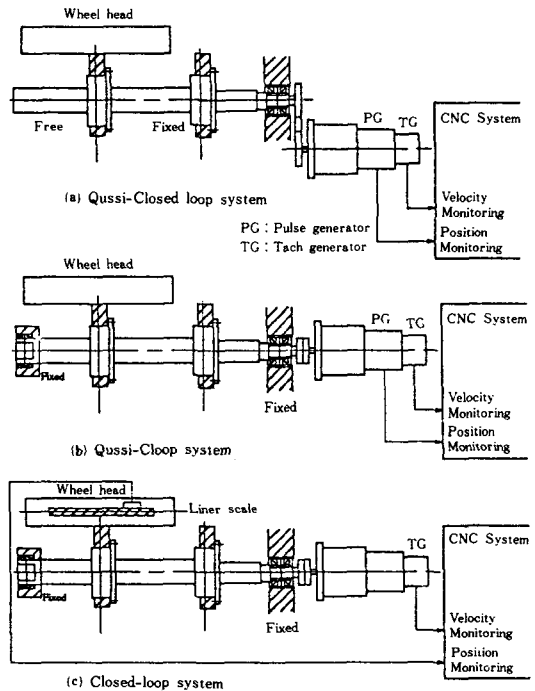 Wheel head
Free
Fixed
PG
TG
CNC System
Velocity
Monitoring
Position
Monitoring
(a) Qussi-Closed loop system
PG : Pulse generator
TG : Tach generator
Wheel head
PG
TG
CNC System
Fixed
Fixed
Velocity
Monitoring
Position
Monitoring
(b) Qussi-Cloop system
Wheel head
Liner scale
TG
CNC System
Fixed
Fixed
Velocity
Monitoring
Position
Monitoring
(c) Closed-loop system